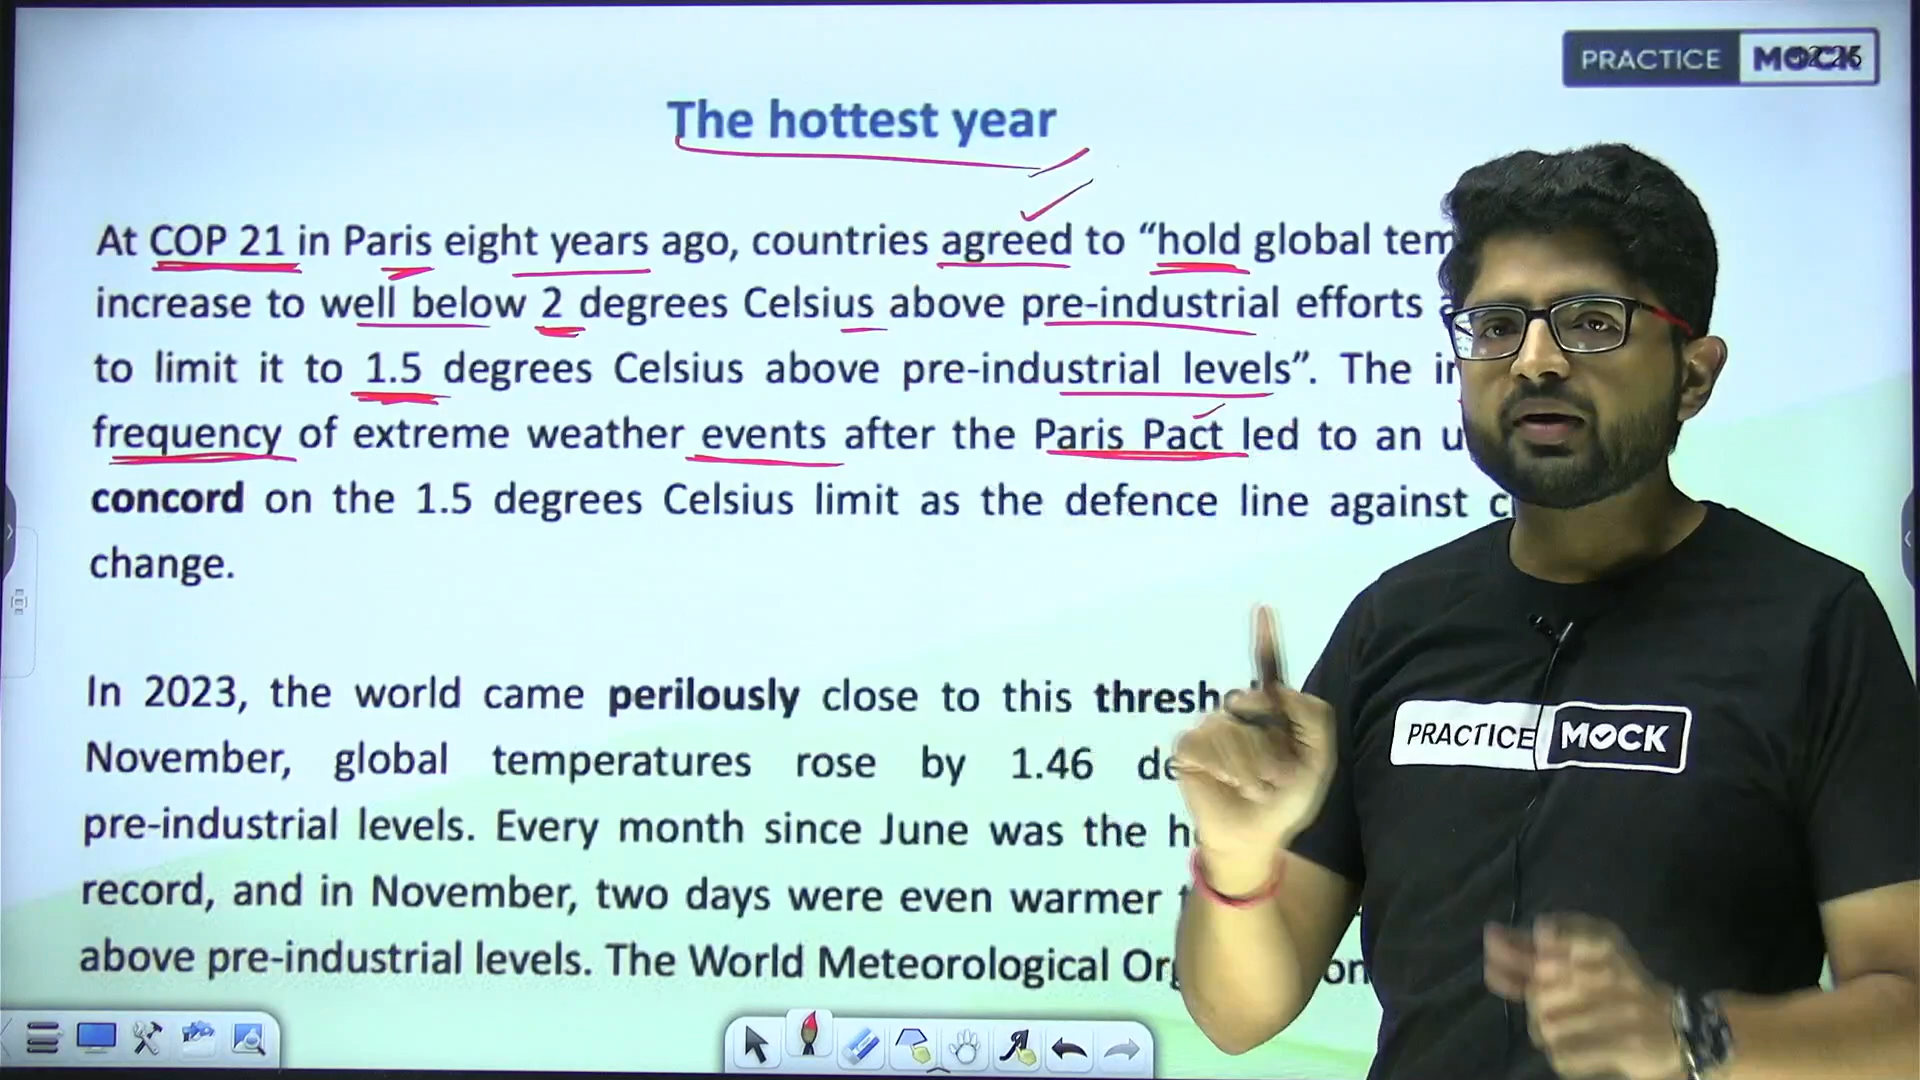 PRACTICE MOCK
The hottest year
At COP 21 in Paris eight years ago, countries agreed to “hold global
increase to well below 2 degrees Celsius above pre-industrial efforts
to limit it to 1.5 degrees Celsius above pre-industrial levels”. The
frequency of extreme weather events after the Paris Pact led to an
concord on the 1.5 degrees Celsius limit as the defence line against
change.
In 2023, the world came perilously close to this
November, global temperatures rose by 1.46
pre-industrial levels. Every month since June was the
record, and in November, two days were even warmer
above pre-industrial levels. The World Meteorological
PRACTICE MOCK